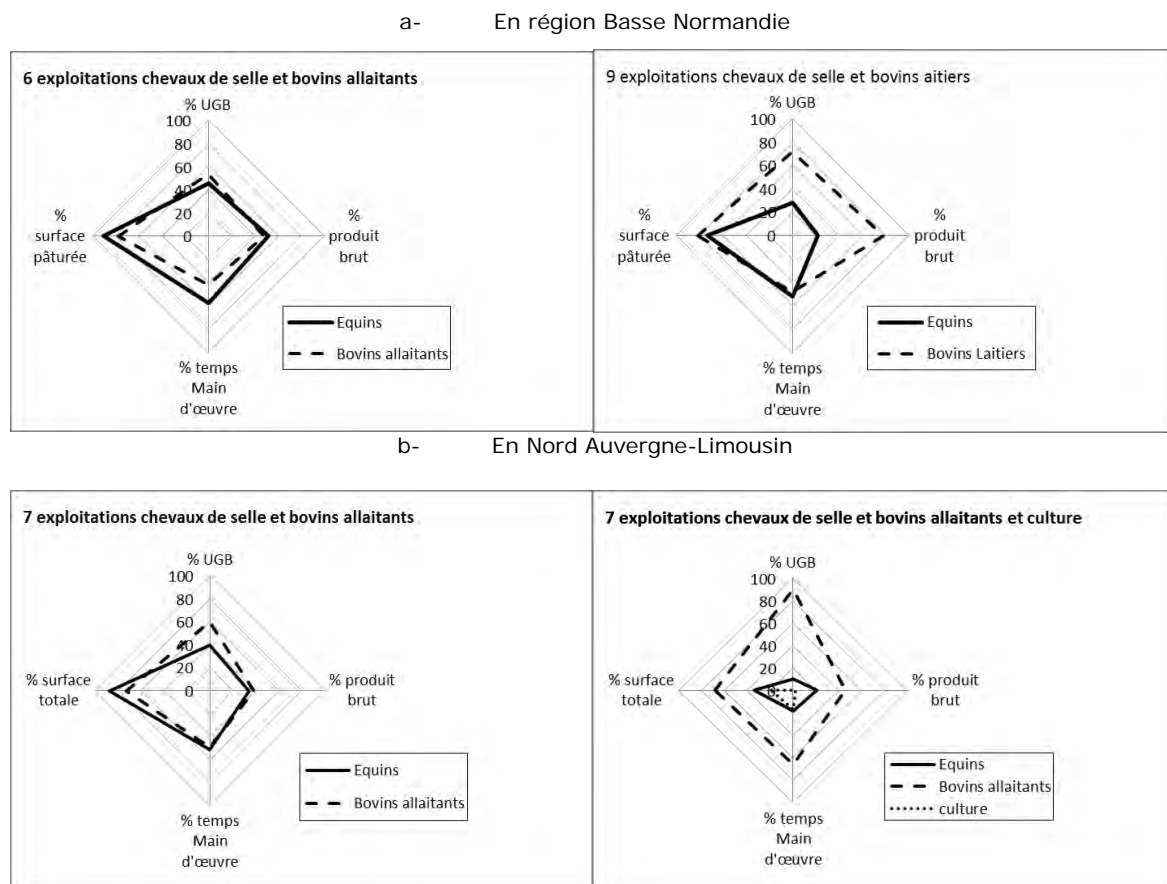 a- En région Basse Normandie
6 exploitations chevaux de selle et bovins allaitants
% UGB
100
80
60
40
20
0
%
surface
pâturée
%
produit
brut
% temps
Main
d'œuvre
Equins
Bovins allaitants
9 exploitations chevaux de selle et bovins aitiers
% UGB
100
80
60
40
20
0
%
surface
pâturée
%
produit
brut
% temps
Main
d'œuvre
Equins
Bovins Laitiers
b- En Nord Auvergne-Limousin
7 exploitations chevaux de selle et bovins allaitants
% UGB
100
80
60
40
20
0
% surface
totale
% produit
brut
% temps
Main
d'œuvre
Equins
Bovins allaitants
7 exploitations chevaux de selle et bovins allaitants et culture
% UGB
100
80
60
40
20
0
% surface
totale
% produit
brut
% temps
Main
d'œuvre
Equins
Bovins allaitants
culture